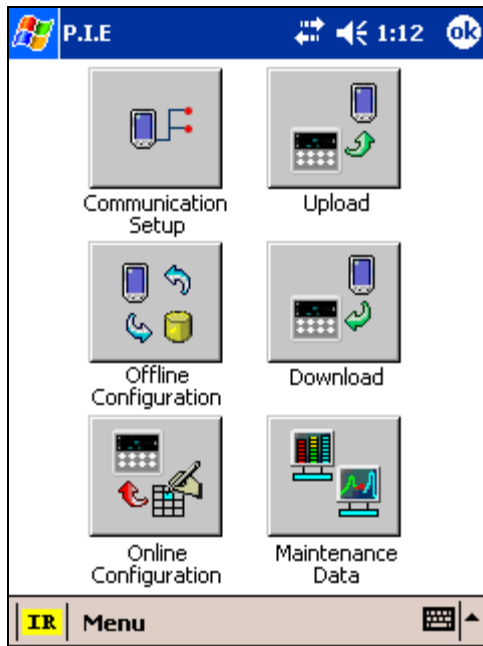 P.I.E 1:12 ok
Communication
Setup
Upload
Offline
Configuration
Download
Online
Configuration
Maintenance
Data
IR Menu